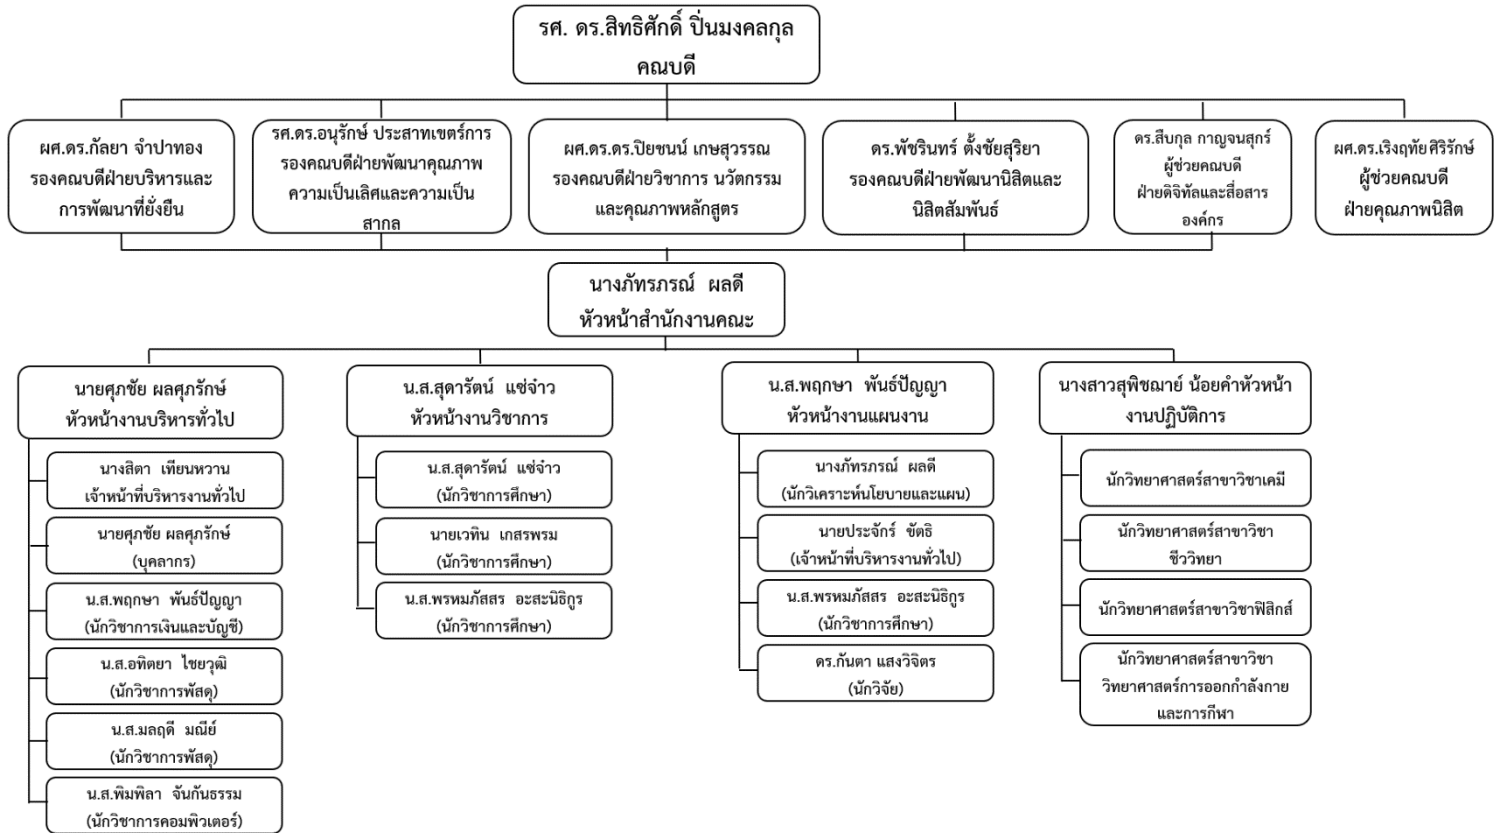 รศ. ดร.สิทธิศักดิ์ ปิ่นมงคลกุล
คณบดี
ผศ.ดร.กัลยา จำปาทอง
รองคณบดีฝ่ายบริหารและ
การพัฒนาที่ยั่งยืน
รศ.ดร.อนุรักษ์ ประสาทเขตร์การ
รองคณบดีฝ่ายพัฒนาคุณภาพ
ความเป็นเลิศและความเป็น
สากล
ผศ.ดร.ดร.ปิยชนน์ เกษสุวรรณ
รองคณบดีฝ่ายวิชาการ นวัตกรรม
และคุณภาพหลักสูตร
ดร.พัชรินทร์ ตั้งชัยสุริยา
รองคณบดีฝ่ายพัฒนานิสิตและ
นิสิตสัมพันธ์
ดร.สืบกุล กาญจนสุกร์
ผู้ช่วยคณบดี
ฝ่ายดิจิทัลและสื่อสาร
องค์กร
ผศ.ดร.เริงฤทัย ศิริรักษ์
ผู้ช่วยคณบดี
ฝ่ายคุณภาพนิสิต
นางภัทรภรณ์ ผลดี
หัวหน้าสำนักงานคณะ
นายศุภชัย ผลศุภรักษ์
หัวหน้างานบริหารทั่วไป
นางสิตา เทียนหวาน
เจ้าหน้าที่บริหารงานทั่วไป
นายศุภชัย ผลศุภรักษ์
(บุคลากร)
น.ส.พฤกษา พันธ์ปัญญา
(นักวิชาการเงินและบัญชี)
น.ส.อทิตยา ไชยวุฒิ
(นักวิชาการพัสดุ)
น.ส.มลฤดี มณีย์
(นักวิชาการพัสดุ)
น.ส.พิมพิลา จันกันธรรม
(นักวิชาการคอมพิวเตอร์)
น.ส.สุดารัตน์ แซ่จ๋าว
หัวหน้างานวิชาการ
น.ส.สุดารัตน์ แซ่จ๋าว
(นักวิชาการศึกษา)
นายเวทิน เกสรพรม
(นักวิชาการศึกษา)
น.ส.พรหมภัสสร อะสะนิธิกูร
(นักวิชาการศึกษา)
น.ส.พฤกษา พันธ์ปัญญา
หัวหน้างานแผนงาน
นางภัทรภรณ์ ผลดี
(นักวิเคราะห์นโยบายและแผน)
นายประจักร์ ขัตธิ
(เจ้าหน้าที่บริหารงานทั่วไป)
น.ส.พรหมภัสสร อะสะนิธิกูร
(นักวิชาการศึกษา)
ดร.กันตา แสงวิจิตร
(นักวิจัย)
นางสาวสุพิชฌาย์ น้อยคำหัวหน้า
งานปฏิบัติการ
นักวิทยาศาสตร์สาขาวิชาเคมี
นักวิทยาศาสตร์สาขาวิชา
ชีววิทยา
นักวิทยาศาสตร์สาขาวิชาฟิสิกส์
นักวิทยาศาสตร์สาขาวิชา
วิทยาศาสตร์การออกกำลังกาย
และการกีฬา